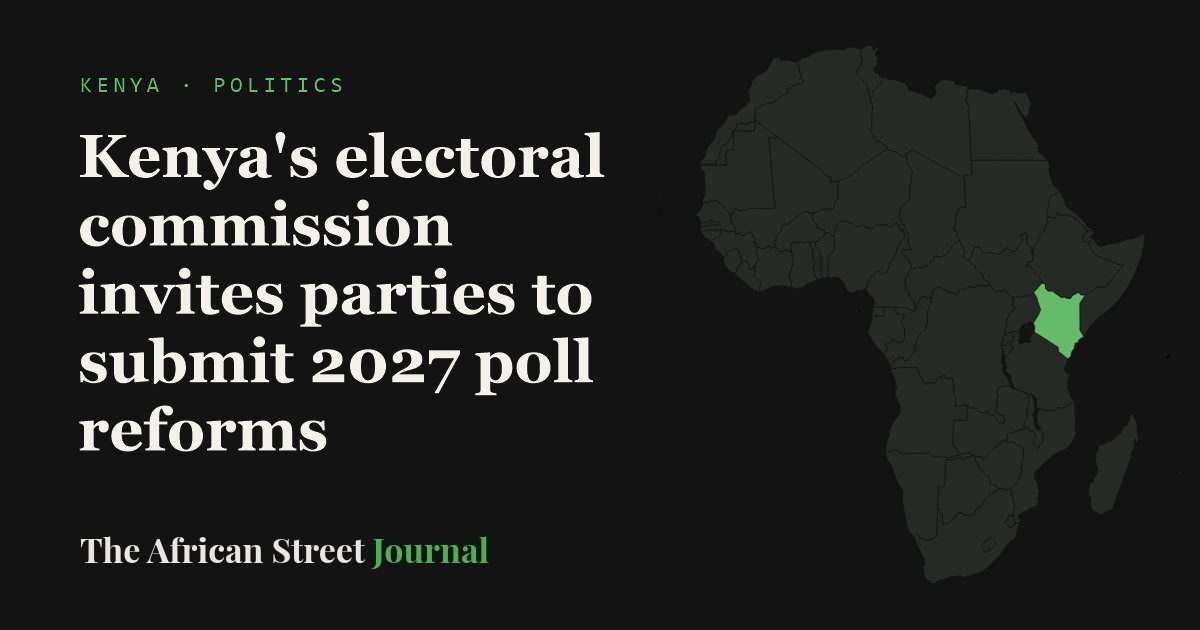 KENYA · POLITICS
Kenya's electoral
commission
invites parties to
submit 2027 poll
reforms
The African Street Journal